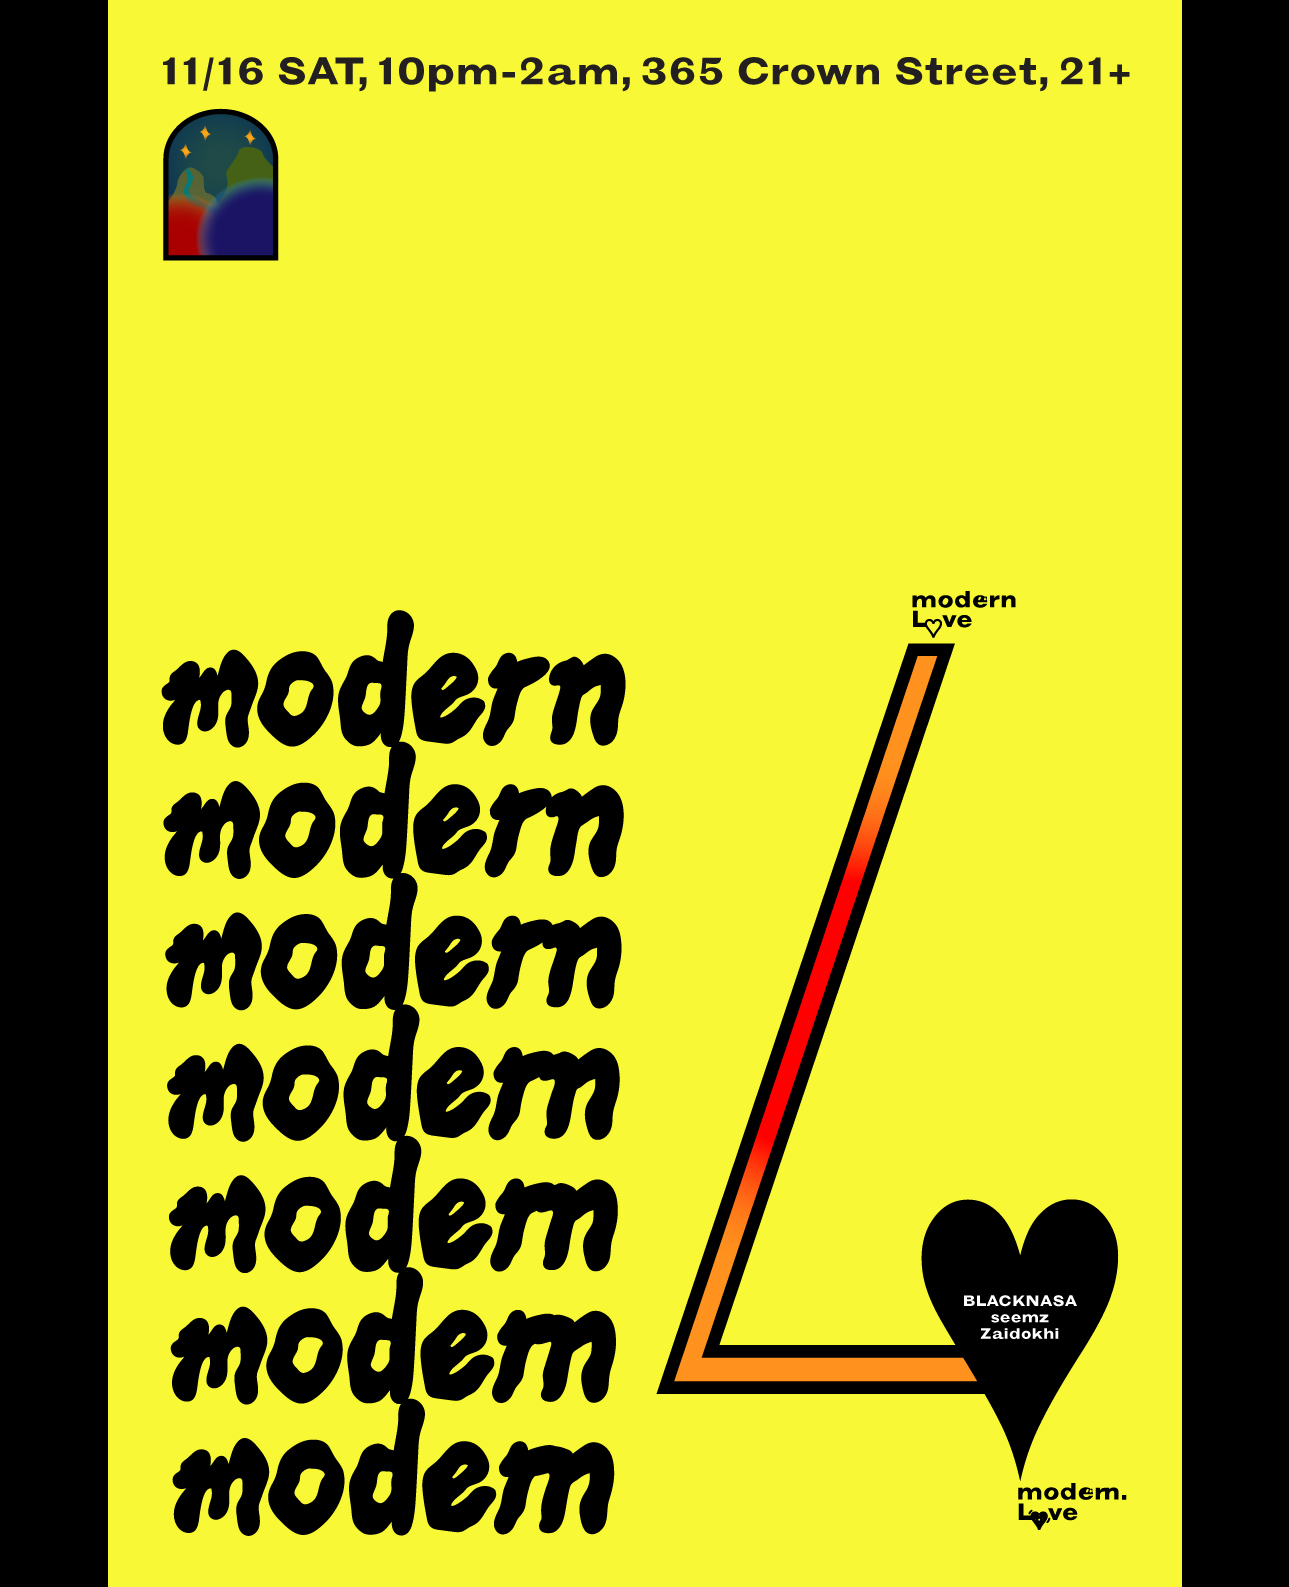 11/16 SAT, 10pm-2am, 365 Crown Street, 21+
modern
Love
modern
modern
modern
modern
modern
modern
modern
L
BLACKNASA
seemz
Zaidokhi
modern.
Love